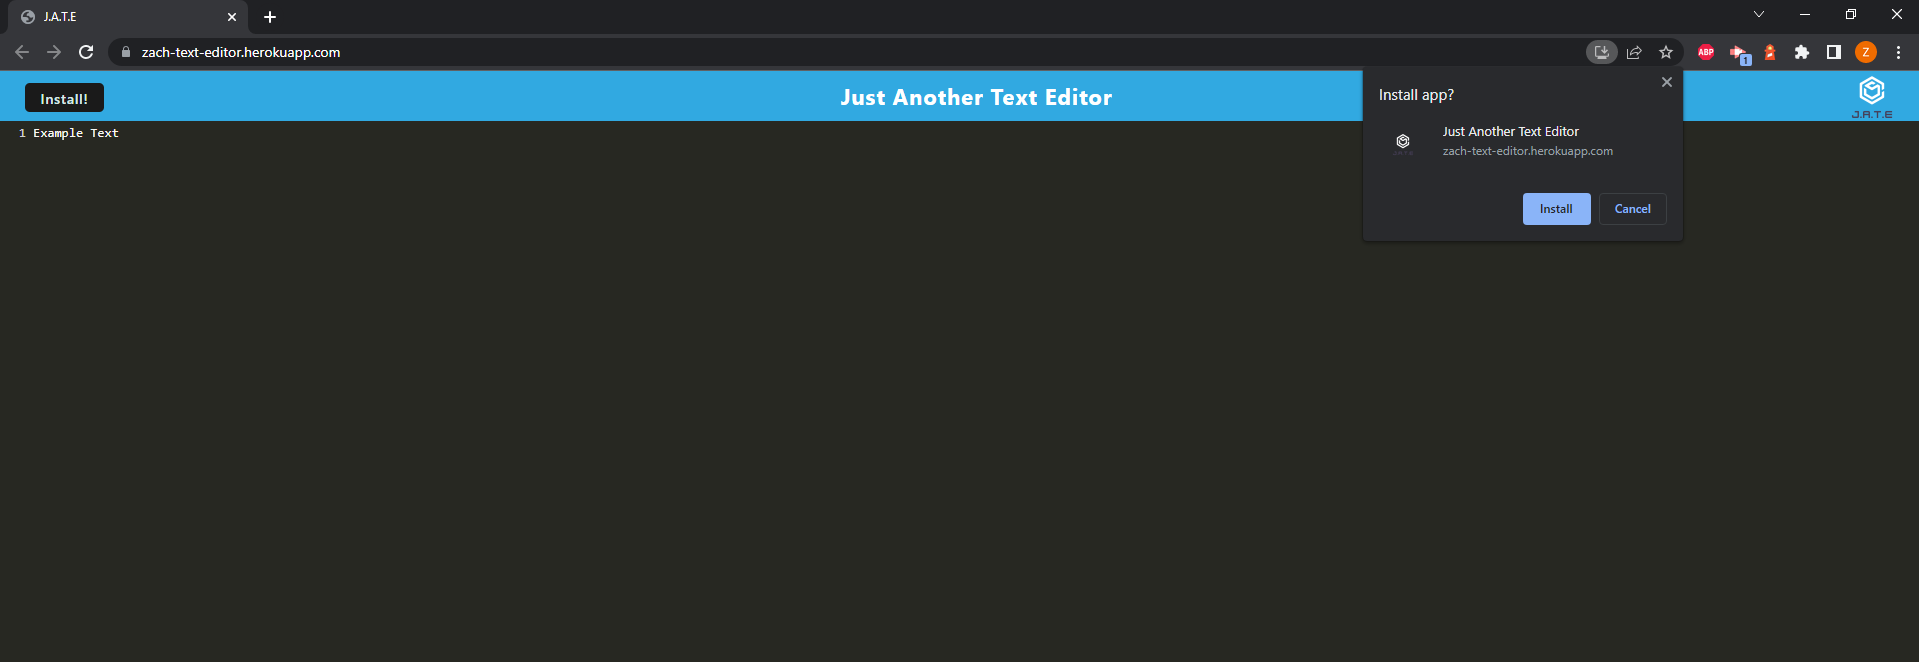 J.A.T.E
zach-text-editor.herokuapp.com
ABP
1
Z
Install!
Just Another Text Editor
J.A.T.E
1 Example Text
Install app?
Just Another Text Editor
zach-text-editor.herokuapp.com
Install
Cancel